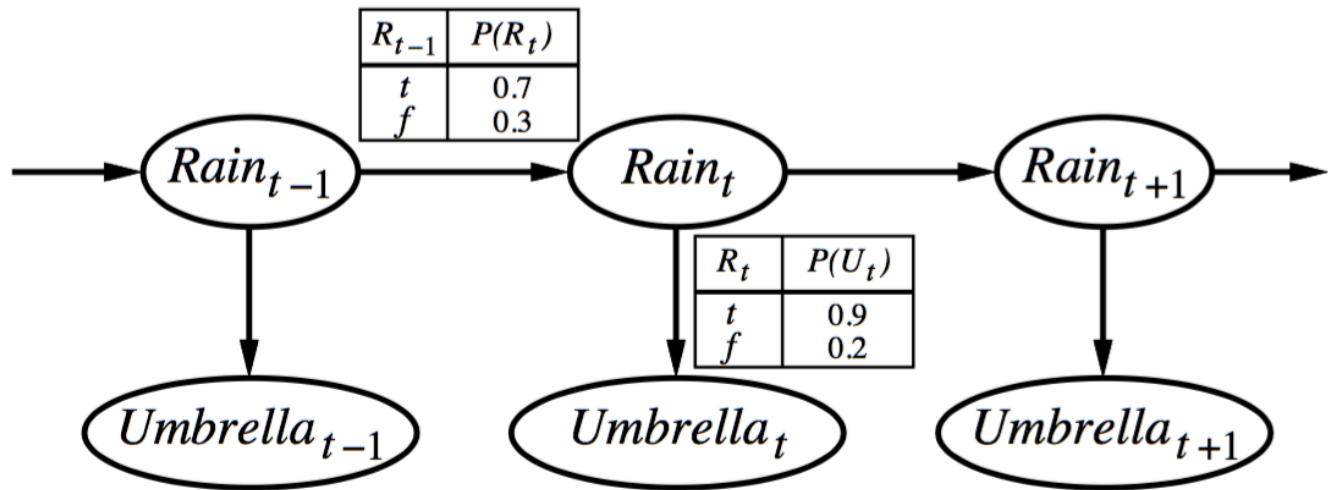 R_{t-1} P(R_t)
t 0.7
f 0.3
Rain_{t-1} Rain_t Rain_{t+1}
R_t P(U_t)
t 0.9
f 0.2
Umbrella_{t-1} Umbrella_t Umbrella_{t+1}